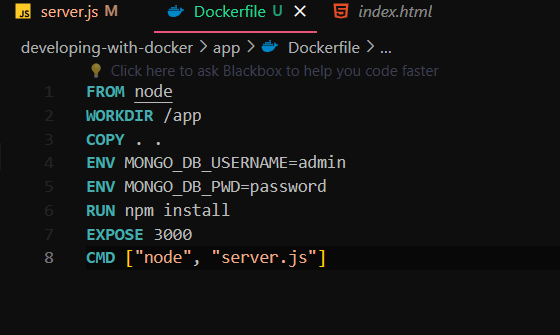 JS server.js M Dockerfile U × index.html
developing-with-docker > app > Dockerfile > ...
Click here to ask Blackbox to help you code faster
1 FROM node
2 WORKDIR /app
3 COPY . .
4 ENV MONGO_DB_USERNAME=admin
5 ENV MONGO_DB_PWD=password
6 RUN npm install
7 EXPOSE 3000
8 CMD ["node", "server.js"]